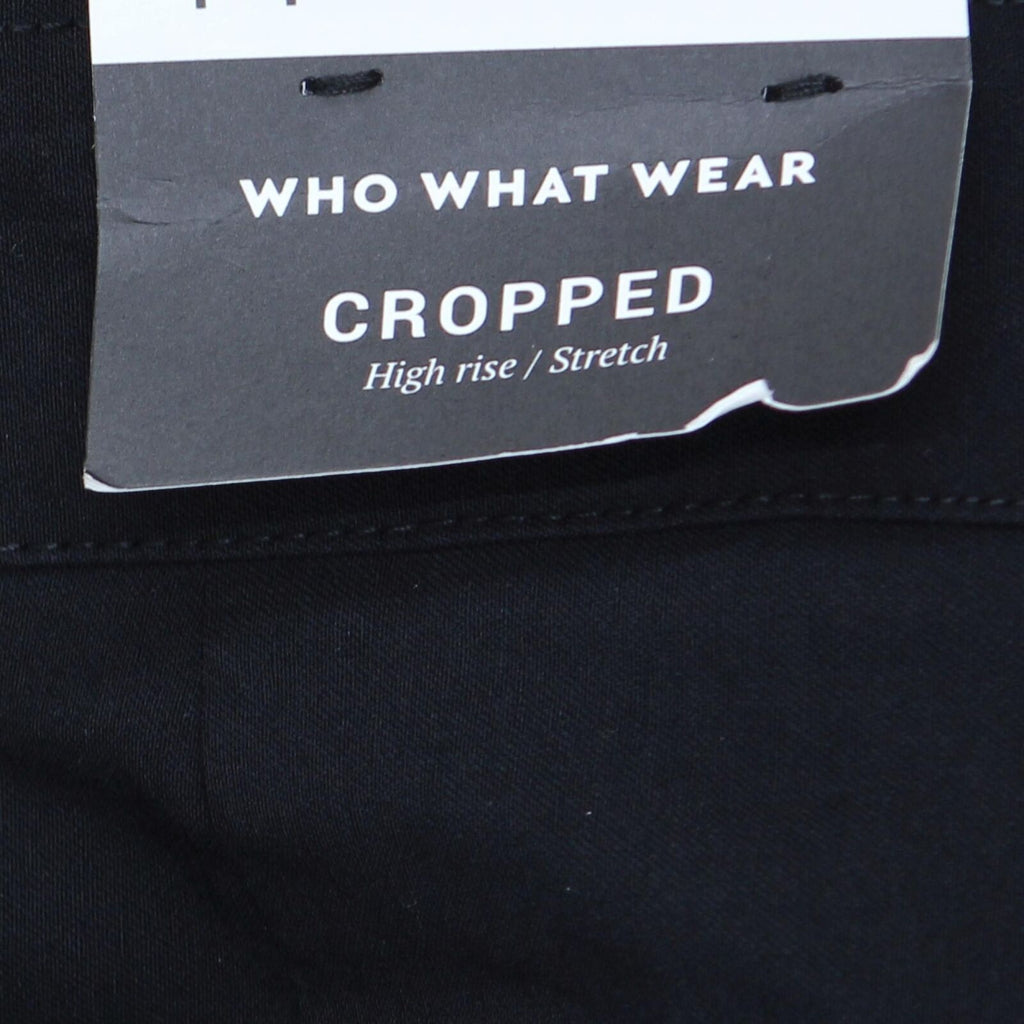 WHO WHAT WEAR
CROPPED
High rise / Stretch